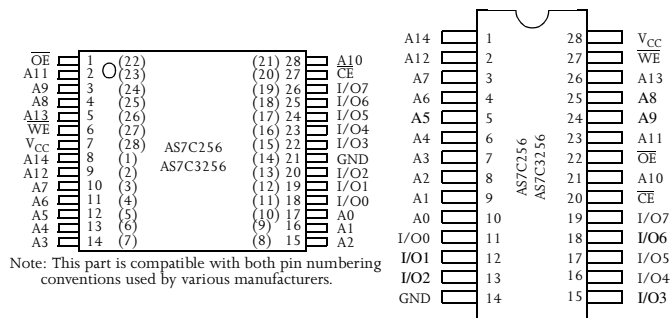 OE 1 (22) (21) 28 A10
A11 2 (23) (20) 27 CE
A9 3 (24) (19) 26 I/O7
A8 4 (25) (18) 25 I/O6
A13 5 (26) (17) 24 I/O5
WE 6 (27) (16) 23 I/O4
VCC 7 (28) (15) 22 I/O3
A14 8 (1) (14) 21 GND
A12 9 (2) (13) 20 I/O2
A7 10 (3) (12) 19 I/O1
A6 11 (4) (11) 18 I/O0
A5 12 (5) (10) 17 A0
A4 13 (6) (9) 16 A1
A3 14 (7) (8) 15 A2
AS7C256
AS7C3256
Note: This part is compatible with both pin numbering
conventions used by various manufacturers.
A14 1 28 VCC
A12 2 27 WE
A7 3 26 A13
A6 4 25 A8
A5 5 24 A9
A4 6 23 A11
A3 7 22 OE
A2 8 21 A10
A1 9 20 CE
A0 10 19 I/O7
I/O0 11 18 I/O6
I/O1 12 17 I/O5
I/O2 13 16 I/O4
GND 14 15 I/O3
AS7C256
AS7C3256